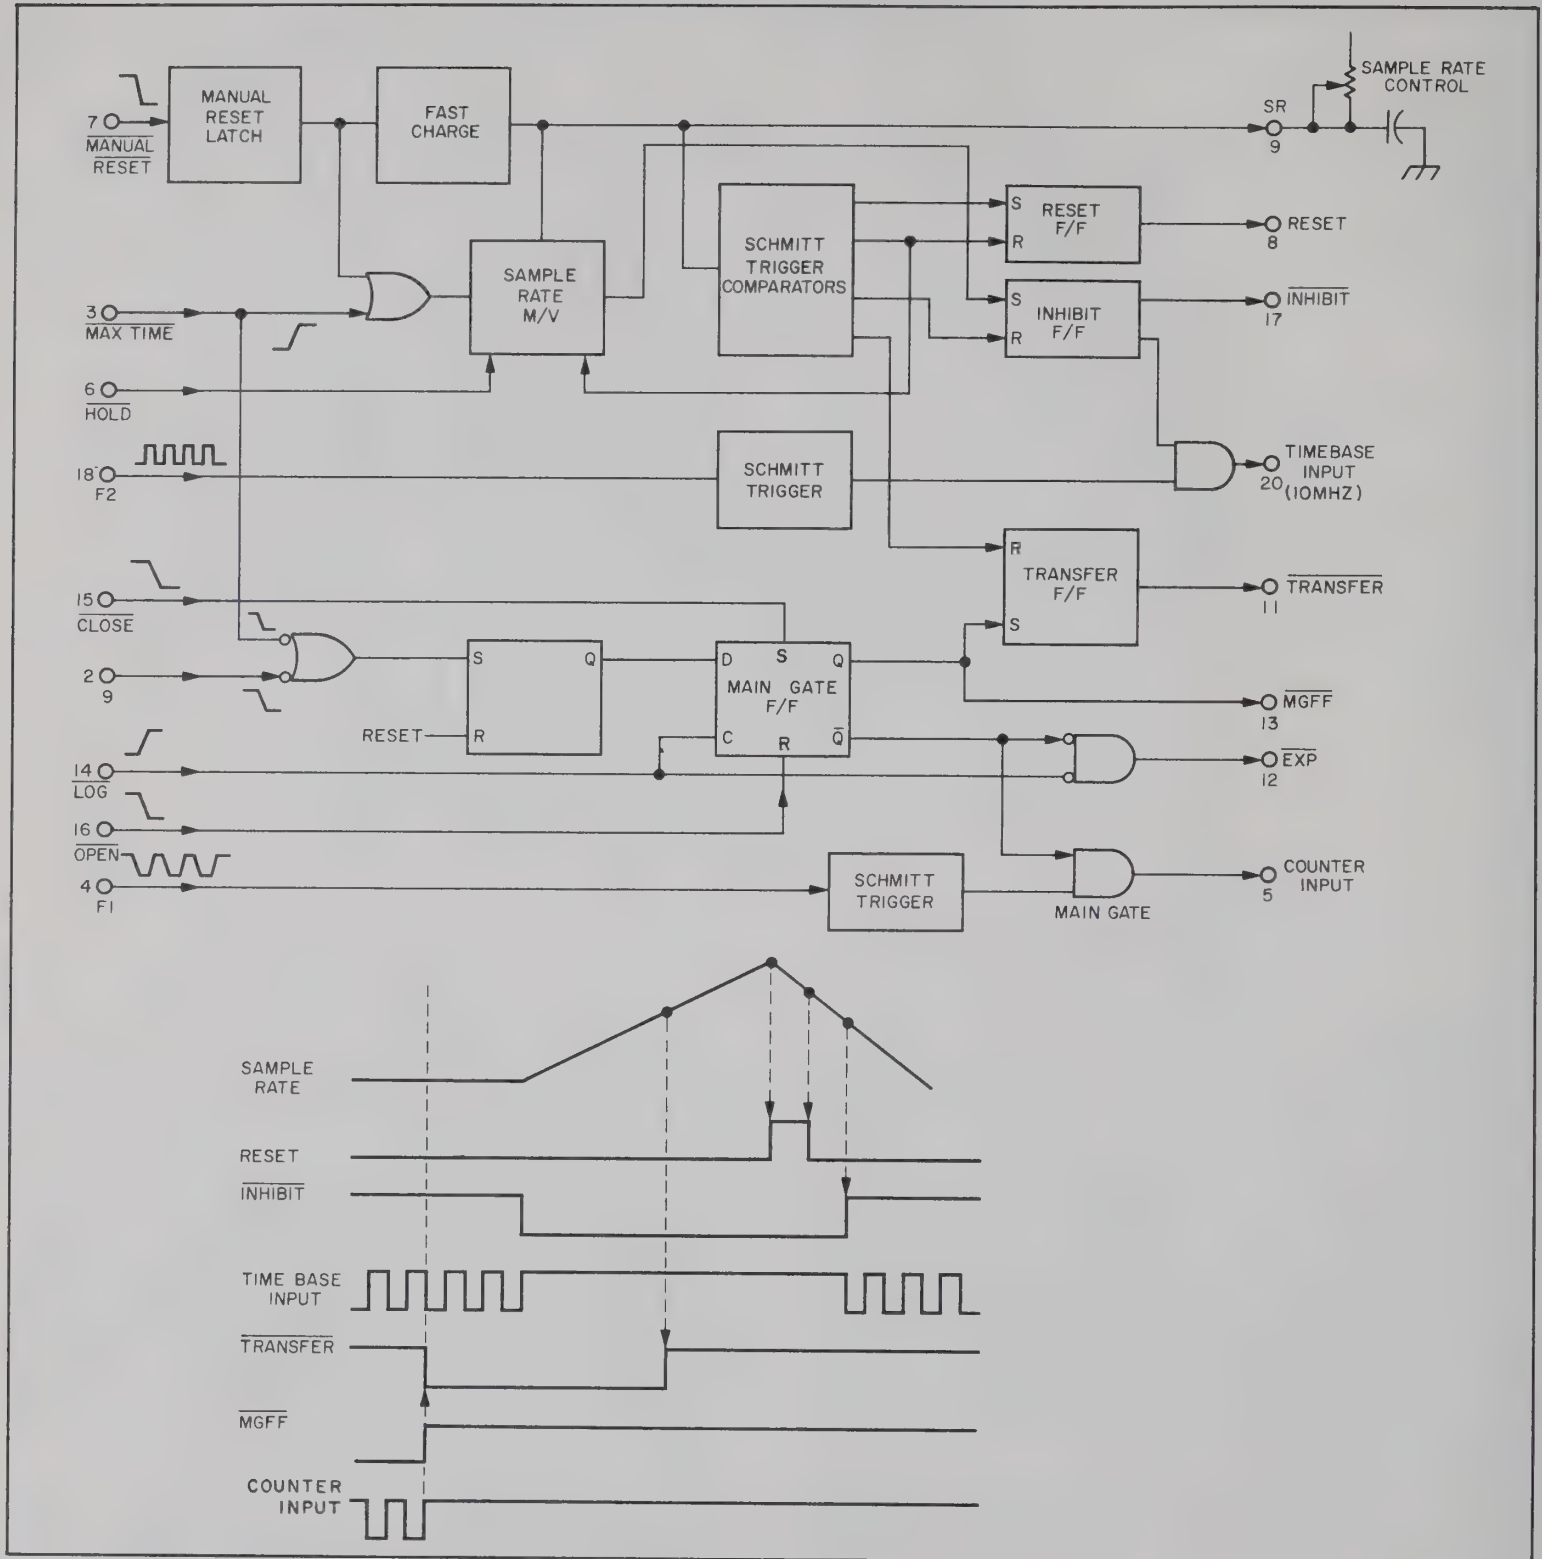 MANUAL
RESET
LATCH
FAST
CHARGE
SAMPLE RATE
CONTROL
SR
9
7
MANUAL
RESET
SCHMITT
TRIGGER
COMPARATORS
S
RESET
F/F
R
RESET
8
SAMPLE
RATE
M/V
3
MAX TIME
S
INHIBIT
F/F
R
INHIBIT
17
6
HOLD
18
F2
SCHMITT
TRIGGER
TIMEBASE
INPUT
20 (10MHZ)
R
TRANSFER
F/F
S
TRANSFER
11
15
CLOSE
2
9
S Q
R
RESET
D S Q
MAIN GATE
F/F
C R Q
MGFF
13
14
LOG
EXP
12
16
OPEN
4
F1
SCHMITT
TRIGGER
MAIN GATE
COUNTER
INPUT
5
SAMPLE
RATE
RESET
INHIBIT
TIME BASE
INPUT
TRANSFER
MGFF
COUNTER
INPUT